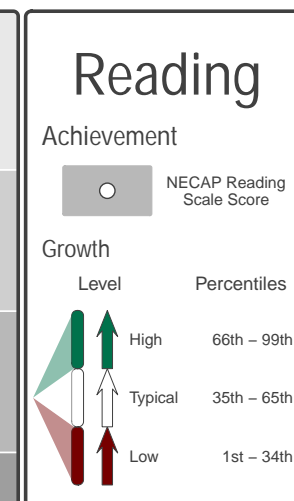 Reading
Achievement
NECAP Reading
Scale Score
Growth
Level Percentiles
High 66th – 99th
Typical 35th – 65th
Low 1st – 34th